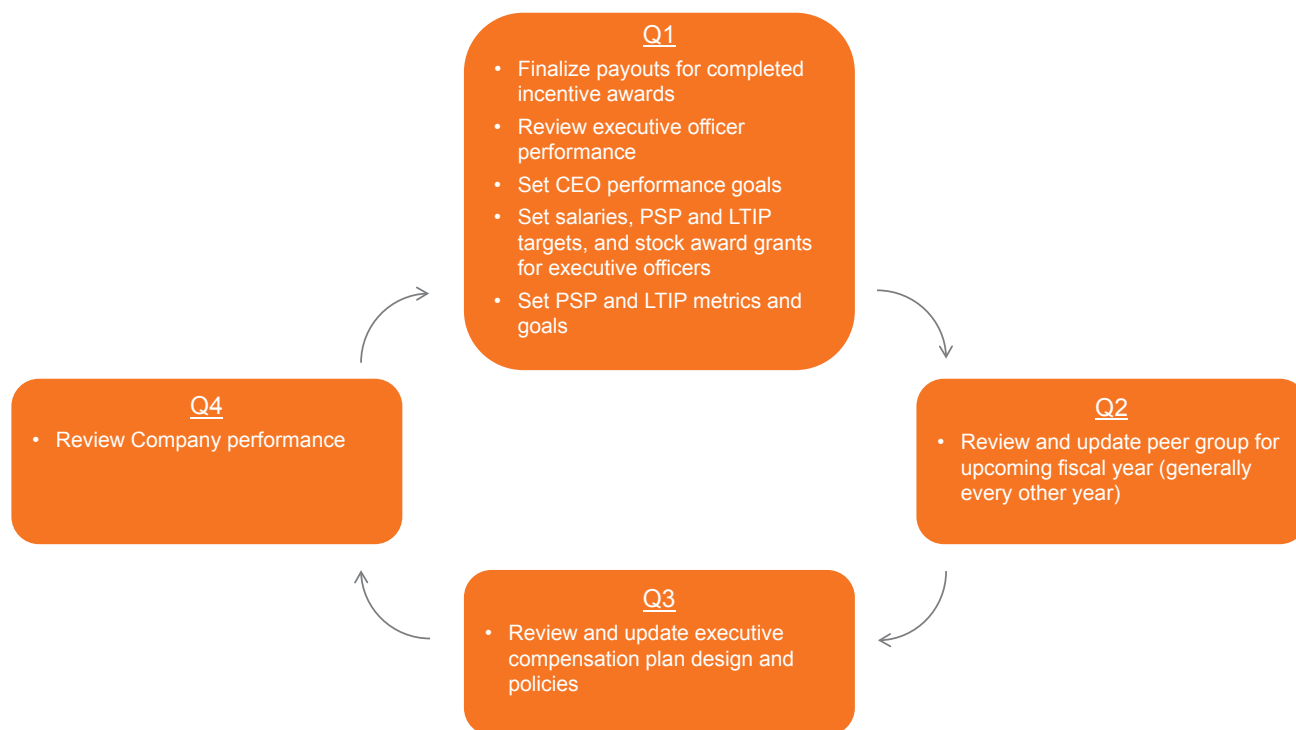 Q1
• Finalize payouts for completed
incentive awards
• Review executive officer
performance
• Set CEO performance goals
• Set salaries, PSP and LTIP
targets, and stock award grants
for executive officers
• Set PSP and LTIP metrics and
goals
Q2
• Review and update peer group for
upcoming fiscal year (generally
every other year)
Q3
• Review and update executive
compensation plan design and
policies
Q4
• Review Company performance